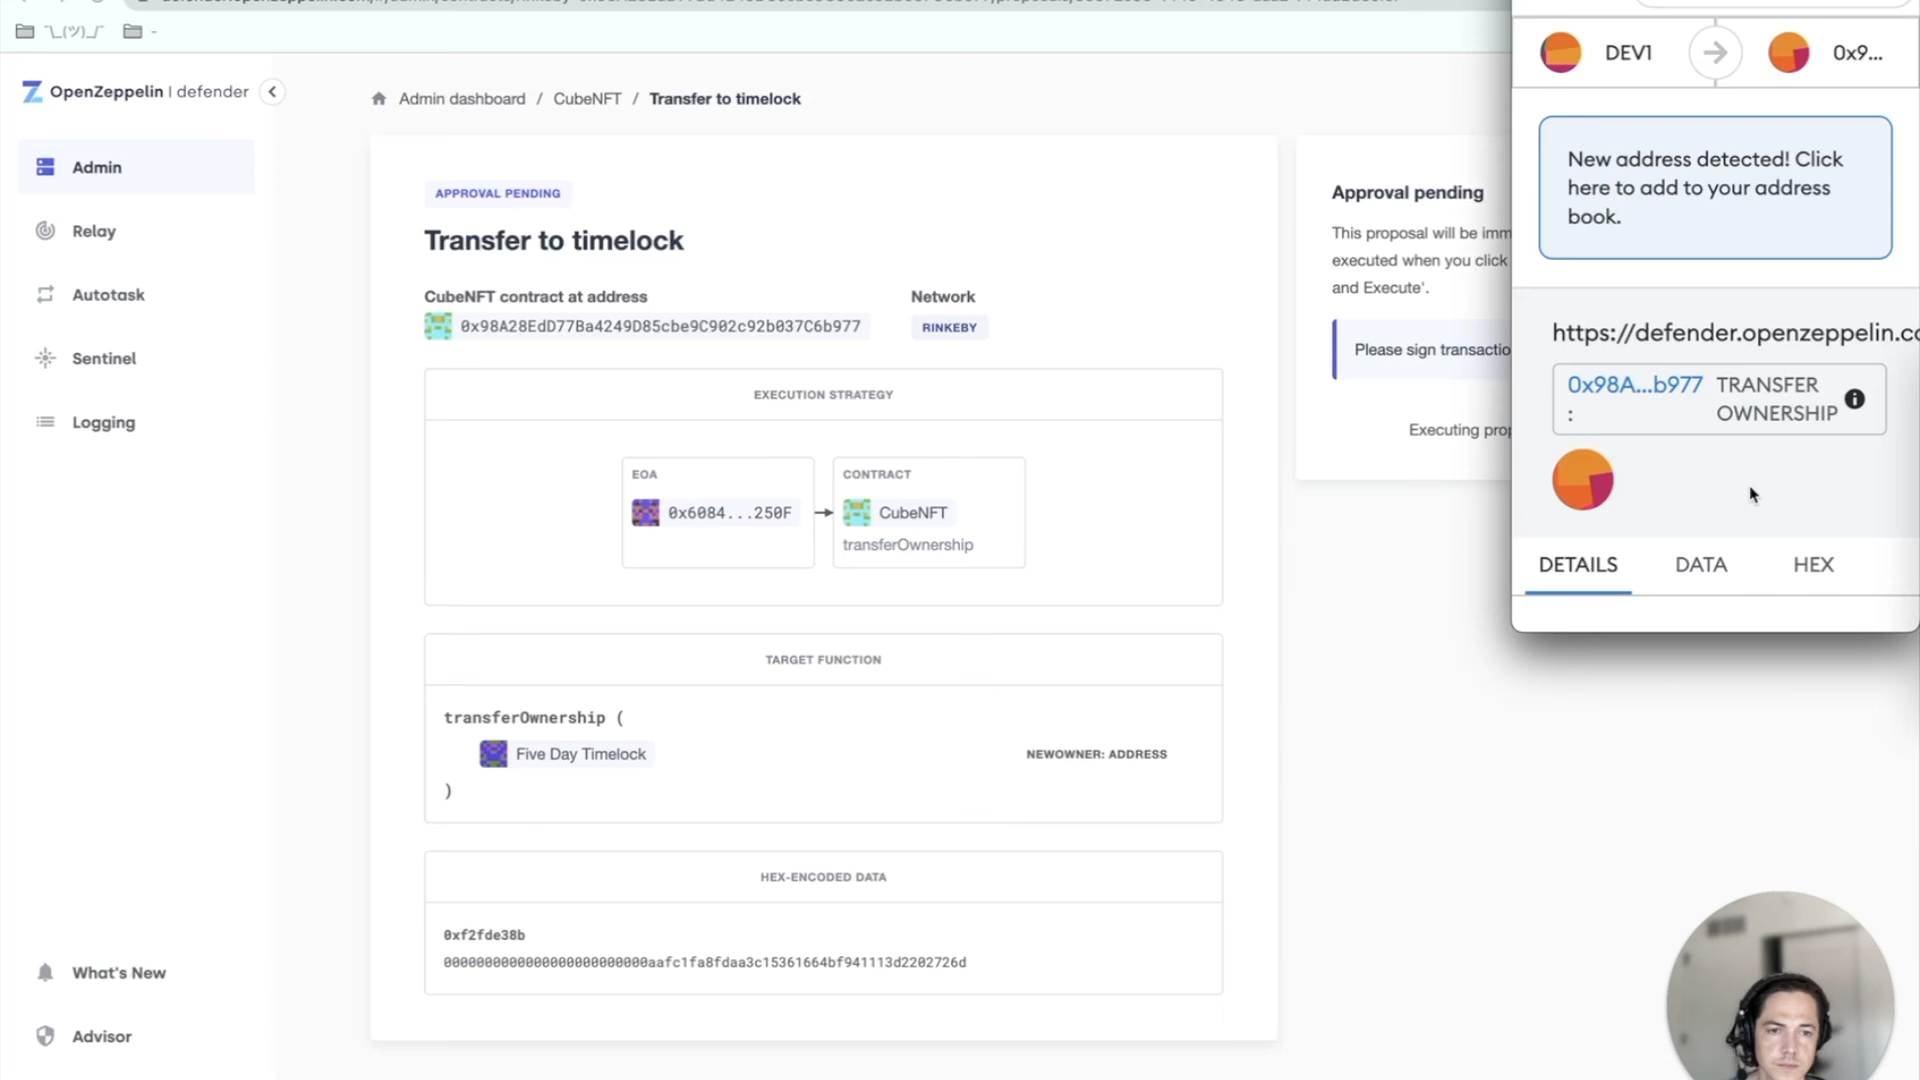 ¯\_(ツ)_/¯
-
OpenZeppelin | defender
Admin
Relay
Autotask
Sentinel
Logging
What's New
Advisor
Admin dashboard / CubeNFT / Transfer to timelock
APPROVAL PENDING
Transfer to timelock
CubeNFT contract at address
Network
0x98A28EdD77Ba4249D85cbe9C902c92b037C6b977
RINKEBY
EXECUTION STRATEGY
EOA
0x6084...250F
CONTRACT
CubeNFT
transferOwnership
TARGET FUNCTION
transferOwnership (
Five Day Timelock
NEWOWNER: ADDRESS
)
HEX-ENCODED DATA
0xf2fde38b
000000000000000000000000aafc1fa8fdaa3c15361664bf941113d2202726d
Approval pending
This proposal will be imm
executed when you click
and Execute'.
Please sign transactio
Executing prop
DEV1
0x9...
New address detected! Click
here to add to your address
book.
https://defender.openzeppelin.co
0x98A...b977
:
TRANSFER
OWNERSHIP
DETAILS
DATA
HEX